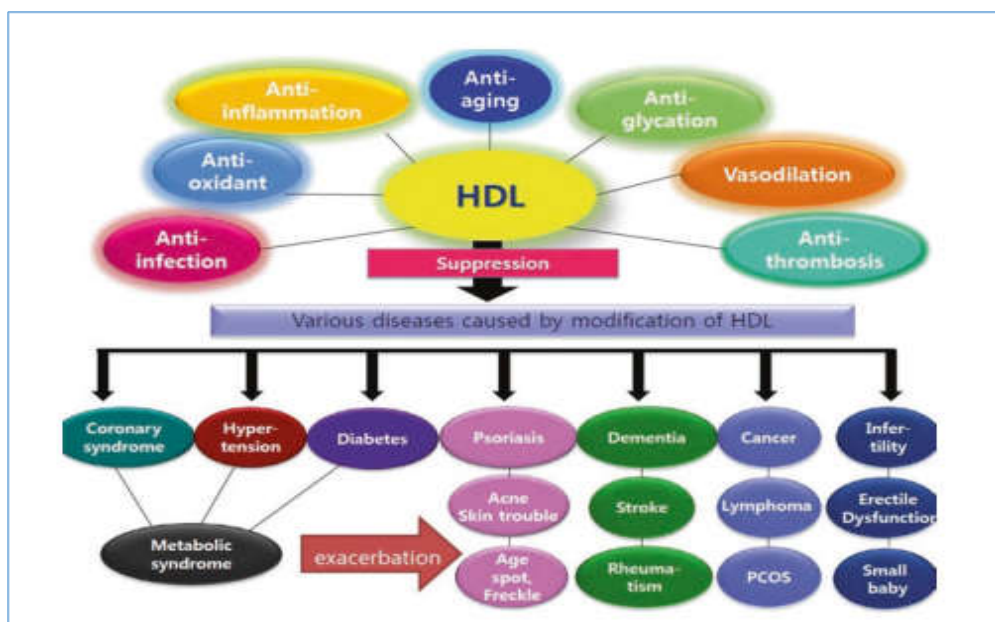 Anti-
aging
Anti-
inflammation
Anti-
glycation
Anti-
oxidant
HDL
Vasodilation
Anti-
infection
Anti-
thrombosis
Suppression
Various diseases caused by modification of HDL
Coronary
syndrome
Hyper-
tension
Diabetes
Psoriasis
Dementia
Cancer
Infer-
tility
Acne
Skin trouble
Stroke
Lymphoma
Erectile
Dysfunction
Metabolic
syndrome
exacerbation
Age
spot,
Freckle
Rheuma-
tism
PCOS
Small
baby